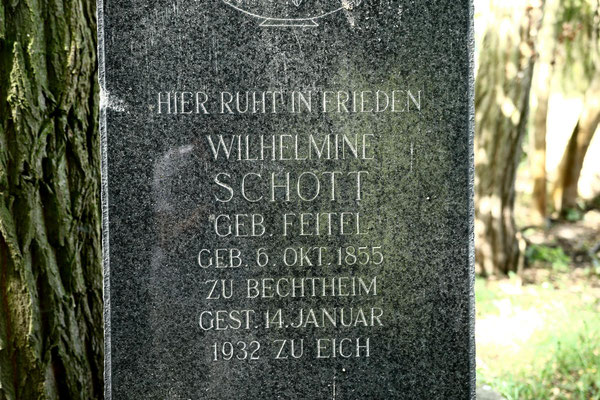 HIER RUHT IN FRIEDEN
WILHELMINE
SCHOTT
GEB. FEITEL
GEB. 6. OKT. 1855
ZU BECHTHEIM
GEST. 14. JANUAR
1932 ZU EICH